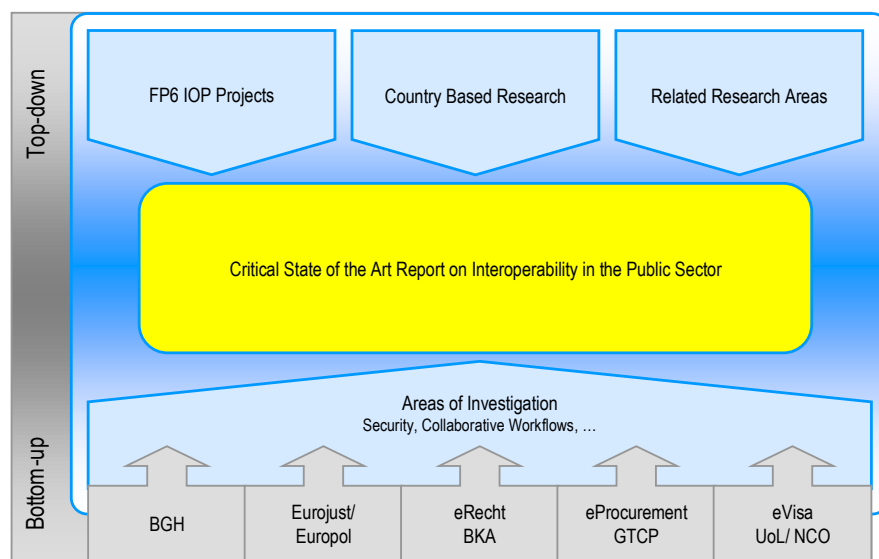 Top-down
FP6 IOP Projects
Country Based Research
Related Research Areas
Critical State of the Art Report on Interoperability in the Public Sector
Bottom-up
Areas of Investigation
Security, Collaborative Workflows, …
BGH
Eurojust/
Europol
eRecht
BKA
eProcurement
GTCP
eVisa
UoL/ NCO